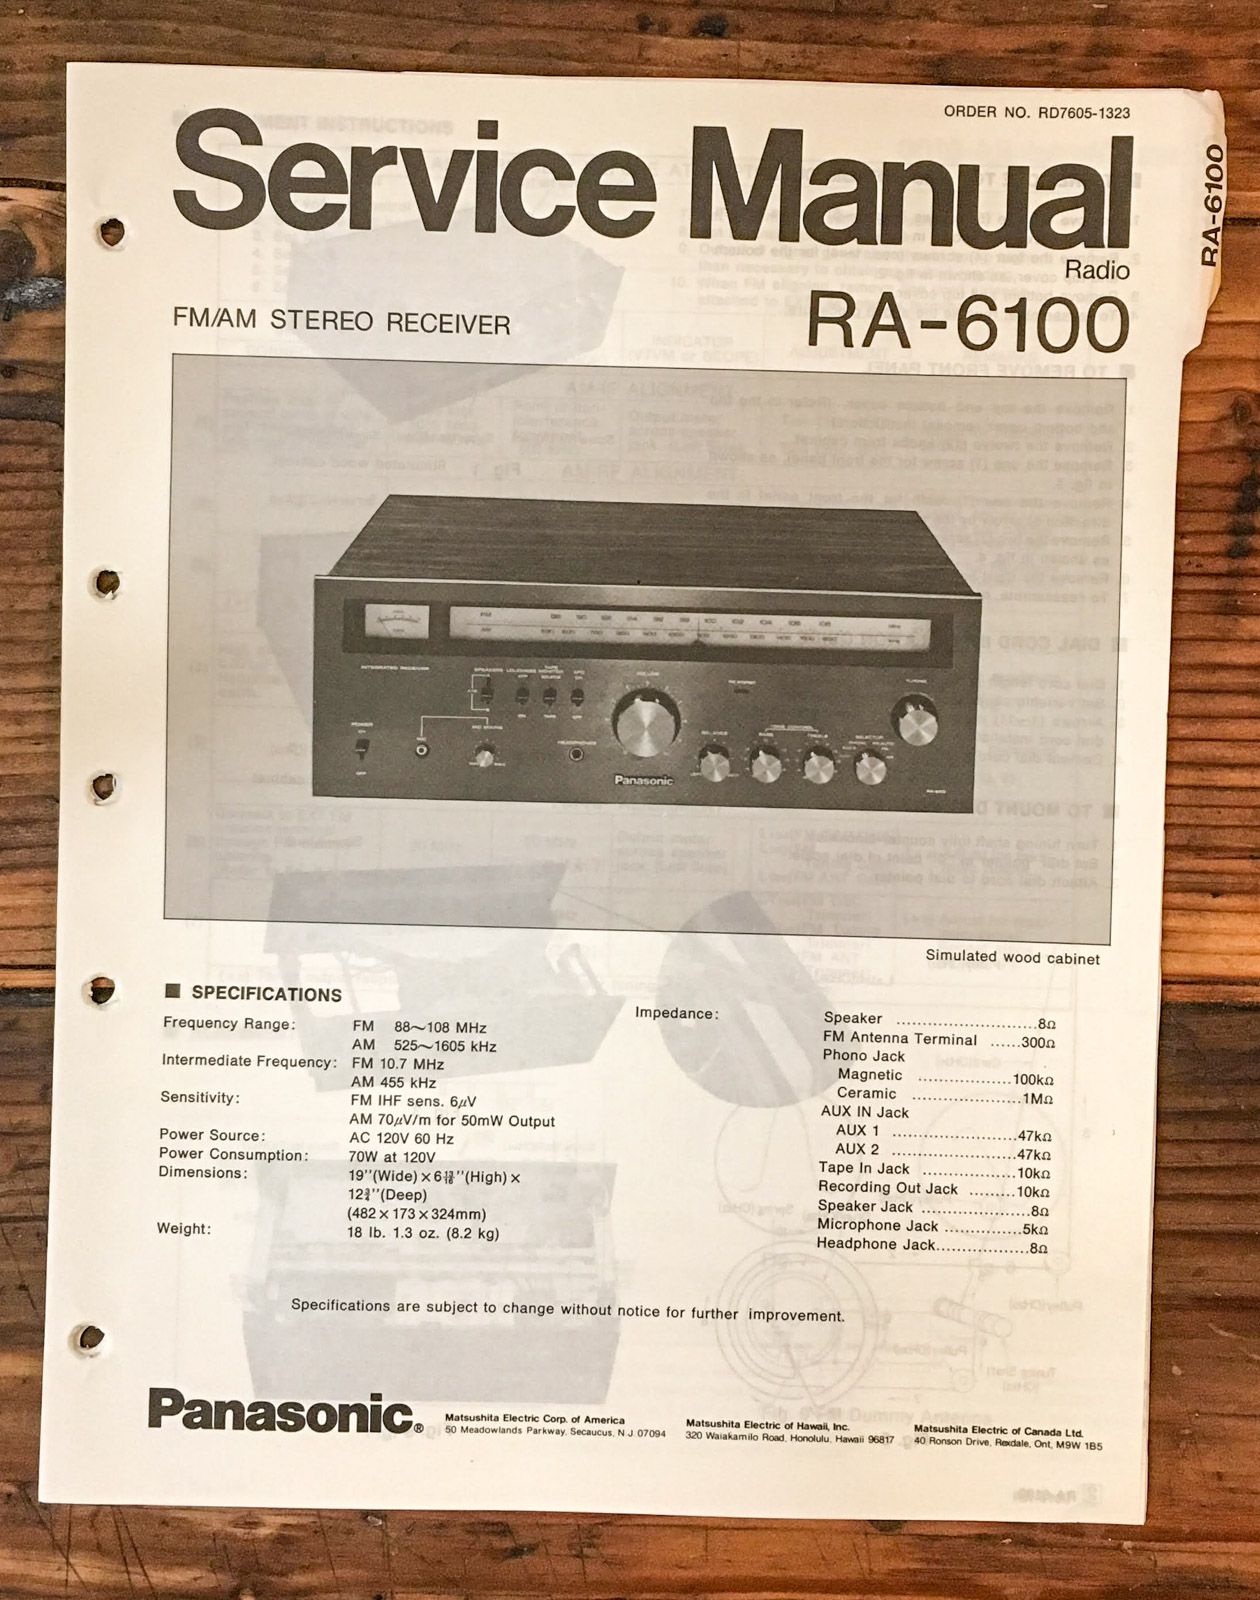 ORDER NO. RD7605-1323
Service Manual
RA-6100
Radio
FM/AM STEREO RECEIVER
RA-6100
Panasonic
Simulated wood cabinet
■ SPECIFICATIONS
Frequency Range: FM 88~108 MHz
AM 525~1605 kHz
Intermediate Frequency: FM 10.7 MHz
AM 455 kHz
Sensitivity: FM IHF sens. 6μV
AM 70μV/m for 50mW Output
Power Source: AC 120V 60 Hz
Power Consumption: 70W at 120V
Dimensions: 19''(Wide) × 6 13/16''(High) ×
12 3/4''(Deep)
(482 × 173 × 324mm)
Weight: 18 lb. 1.3 oz. (8.2 kg)
Impedance: Speaker ........................8Ω
FM Antenna Terminal ......300Ω
Phono Jack
Magnetic ................100kΩ
Ceramic ...................1MΩ
AUX IN Jack
AUX 1 .....................47kΩ
AUX 2 .....................47kΩ
Tape In Jack ................10kΩ
Recording Out Jack .........10kΩ
Speaker Jack ...................8Ω
Microphone Jack .............5kΩ
Headphone Jack................8Ω
Specifications are subject to change without notice for further improvement.
Panasonic®
Matsushita Electric Corp. of America
50 Meadowlands Parkway, Secaucus, N J 07094
Matsushita Electric of Hawaii, Inc.
320 Waiakamilo Road, Honolulu, Hawaii 96817
Matsushita Electric of Canada Ltd.
40 Ronson Drive, Rexdale, Ont, M9W 1B5